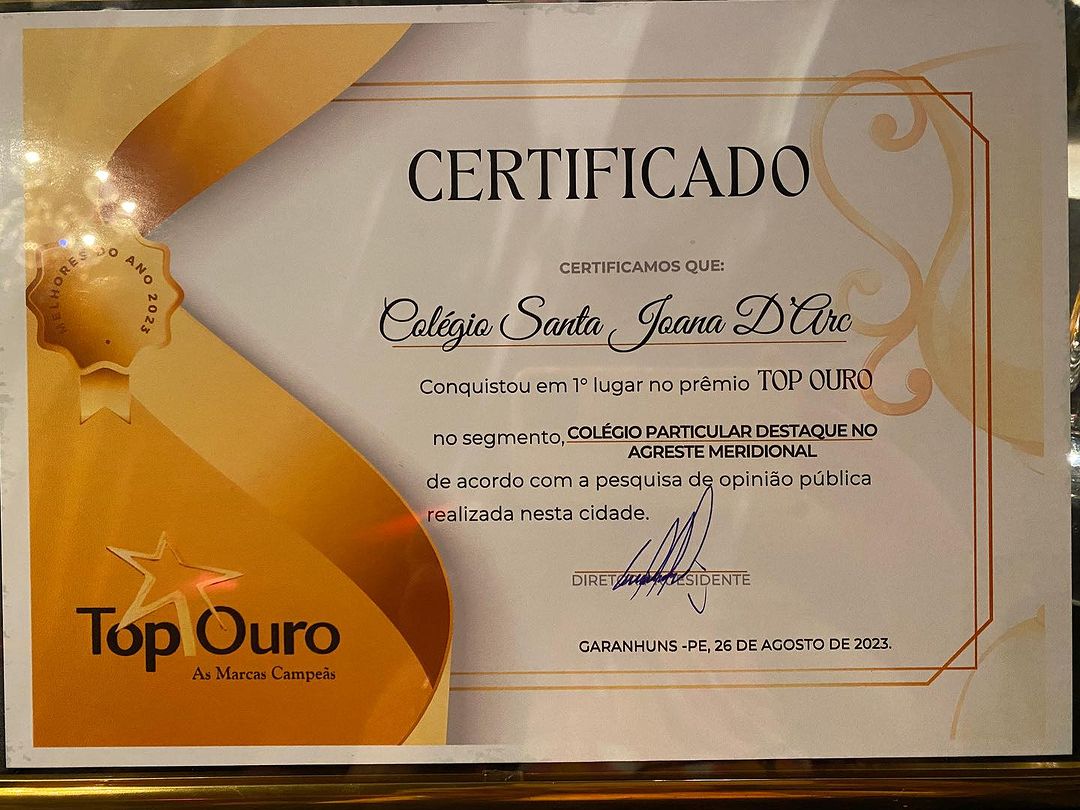 CERTIFICADO
CERTIFICAMOS QUE:
Colégio Santa Joana D'Arc
Conquistou em 1º lugar no prêmio TOP OURO
no segmento, COLÉGIO PARTICULAR DESTAQUE NO
AGRESTE MERIDIONAL
de acordo com a pesquisa de opinião pública
realizada nesta cidade.
GARANHUNS -PE, 26 DE AGOSTO DE 2023.
MELHORES DO ANO 2023
Top Ouro
As Marcas Campeãs